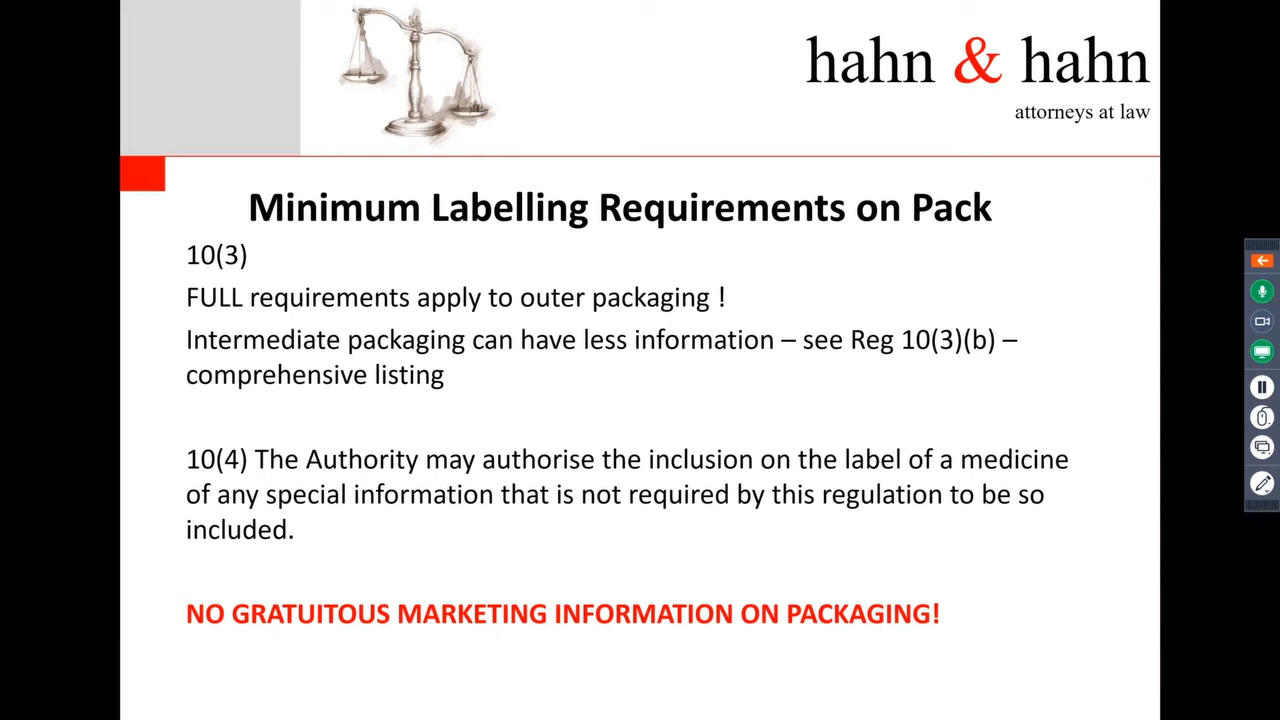 hahn & hahn
attorneys at law
Minimum Labelling Requirements on Pack
10(3)
FULL requirements apply to outer packaging !
Intermediate packaging can have less information – see Reg 10(3)(b) –
comprehensive listing
10(4) The Authority may authorise the inclusion on the label of a medicine
of any special information that is not required by this regulation to be so
included.
NO GRATUITOUS MARKETING INFORMATION ON PACKAGING!